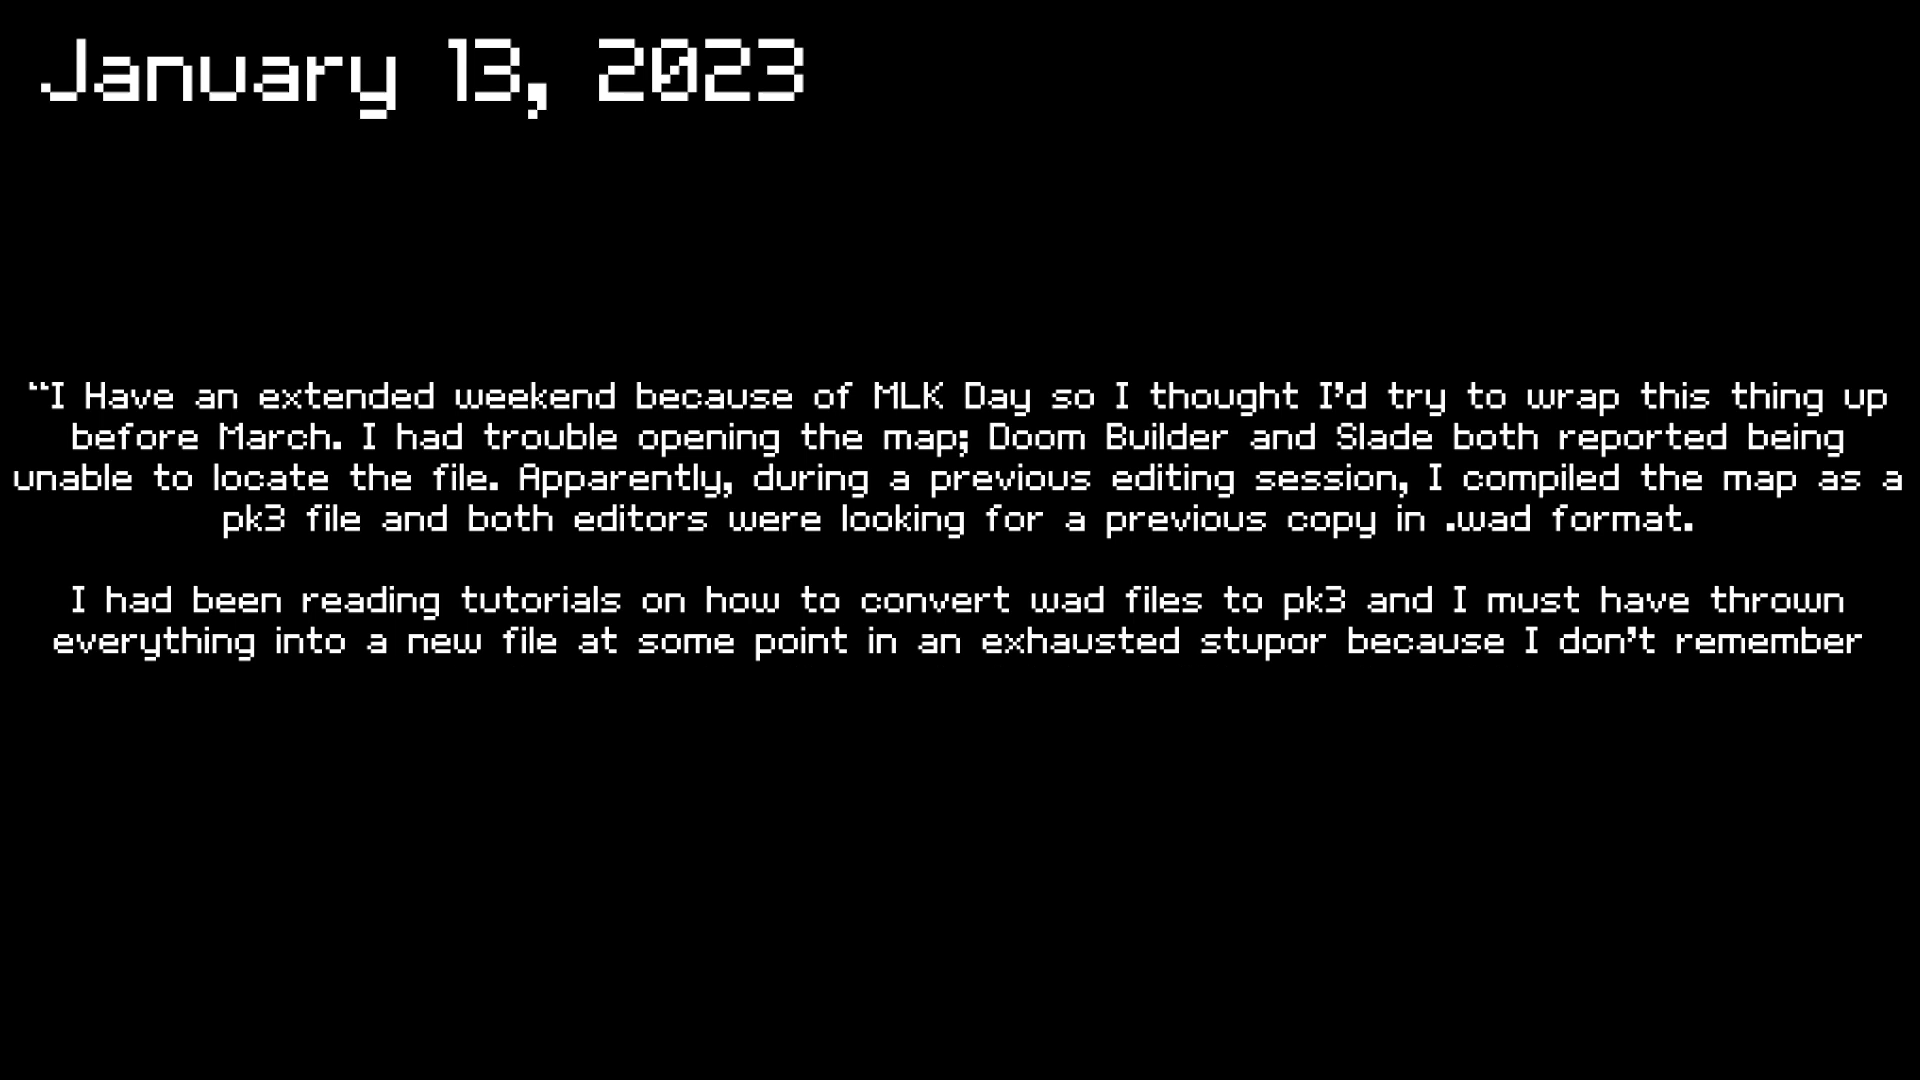 January 13, 2023
“I Have an extended weekend because of MLK Day so I thought I’d try to wrap this thing up
before March. I had trouble opening the map; Doom Builder and Slade both reported being
unable to locate the file. Apparently, during a previous editing session, I compiled the map as a
pk3 file and both editors were looking for a previous copy in .wad format.
I had been reading tutorials on how to convert wad files to pk3 and I must have thrown
everything into a new file at some point in an exhausted stupor because I don’t remember